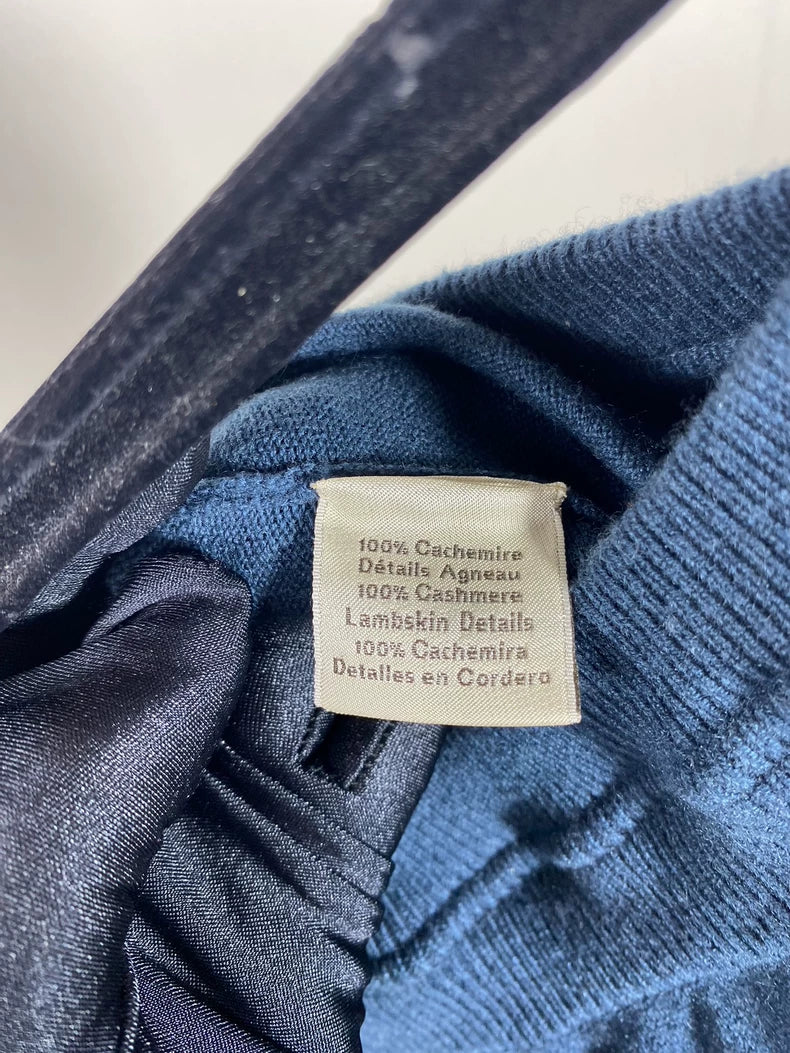 100% Cachemire
Détails Agneau
100% Cashmere
Lambskin Details
100% Cachemira
Detalles en Cordero